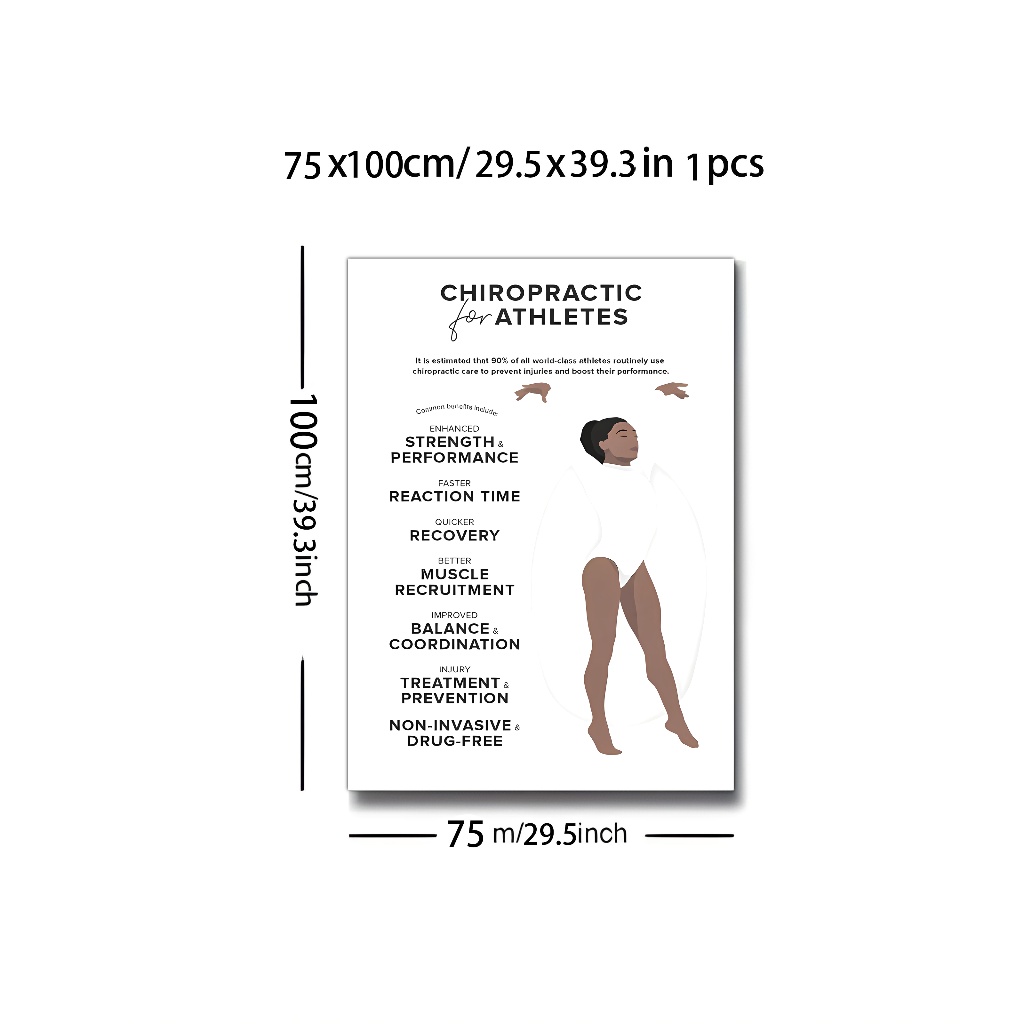 75x100cm/ 29.5x39.3in 1pcs
100cm/39.3inch
CHIROPRACTIC
for ATHLETES
It is estimated that 90% of all world-class athletes routinely use
chiropractic care to prevent injuries and boost their performance.
Common benefits include:
ENHANCED
STRENGTH &
PERFORMANCE
FASTER
REACTION TIME
QUICKER
RECOVERY
BETTER
MUSCLE
RECRUITMENT
IMPROVED
BALANCE &
COORDINATION
INJURY
TREATMENT &
PREVENTION
NON-INVASIVE &
DRUG-FREE
75 m/29.5inch